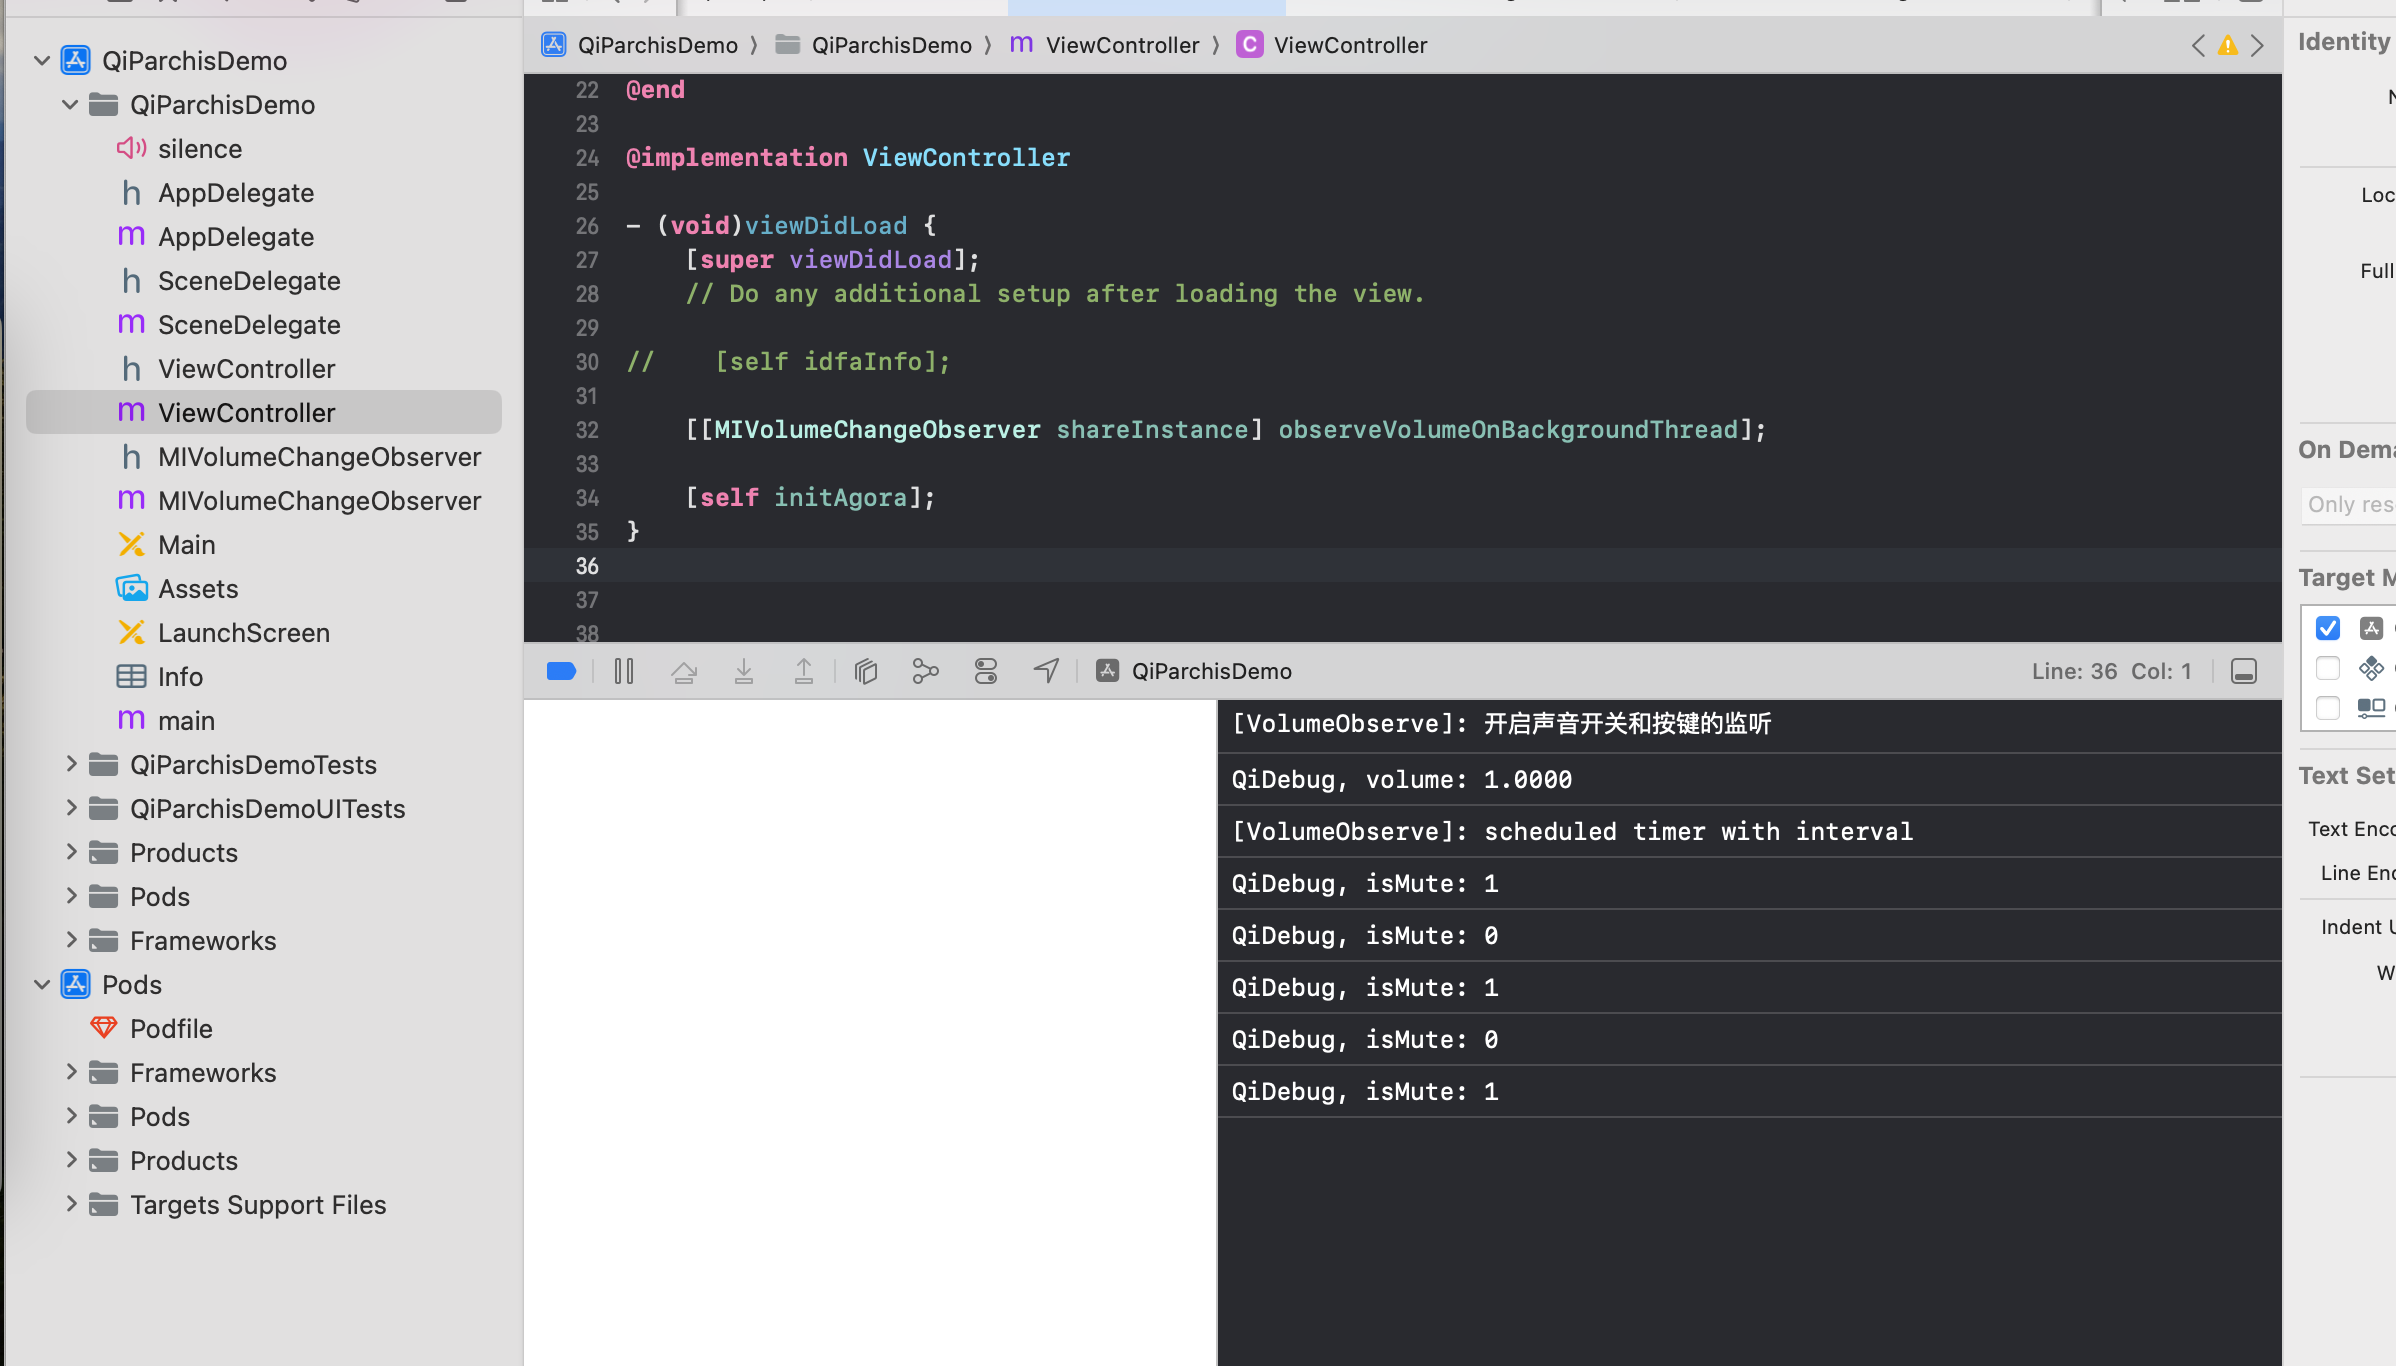 QiParchisDemo
QiParchisDemo
silence
AppDelegate
AppDelegate
SceneDelegate
SceneDelegate
ViewController
ViewController
MIVolumeChangeObserver
MIVolumeChangeObserver
Main
Assets
LaunchScreen
Info
main
QiParchisDemoTests
QiParchisDemoUITests
Products
Pods
Frameworks
Pods
Podfile
Frameworks
Pods
Products
Targets Support Files
QiParchisDemo 〉 QiParchisDemo 〉 m ViewController 〉 C ViewController
22 @end
23
24 @implementation ViewController
25
26 - (void)viewDidLoad {
27 [super viewDidLoad];
28 // Do any additional setup after loading the view.
29
30 // [self idfaInfo];
31
32 [[MIVolumeChangeObserver shareInstance] observeVolumeOnBackgroundThread];
33
34 [self initAgora];
35 }
36
37
38
QiParchisDemo
Line: 36 Col: 1
[VolumeObserve]: 开启声音开关和按键的监听
QiDebug, volume: 1.0000
[VolumeObserve]: scheduled timer with interval
QiDebug, isMute: 1
QiDebug, isMute: 0
QiDebug, isMute: 1
QiDebug, isMute: 0
QiDebug, isMute: 1
Identity
Loc
Full
On Dema
Only res
Target M
Text Set
Text Enco
Line End
Indent U
W